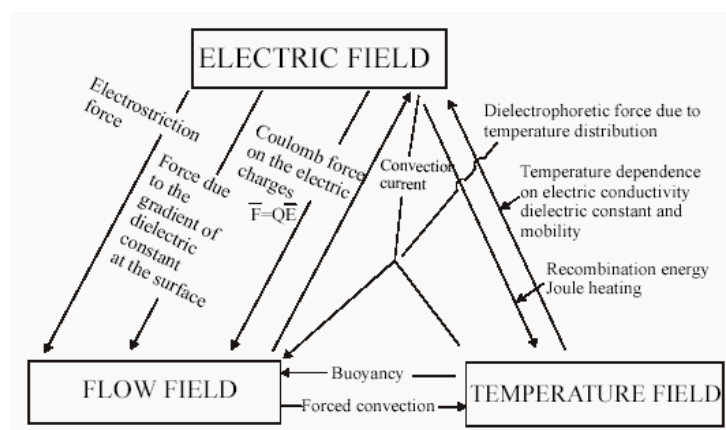 ELECTRIC FIELD
Electrostriction
force
Force due
to the
gradient of
dielectric
constant
at the surface
Coulomb force
on the electric
charges
F̅=QE̅
Convection
current
Dielectrophoretic force due to
temperature distribution
Temperature dependence
on electric conductivity
dielectric constant and
mobility
Recombination energy
Joule heating
FLOW FIELD
Buoyancy
Forced convection
TEMPERATURE FIELD